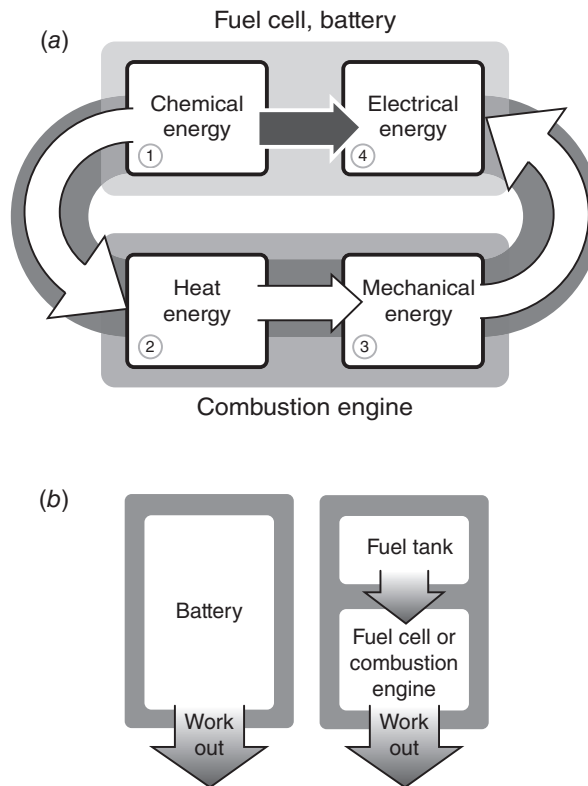 (a)
Fuel cell, battery
Chemical
energy
1
Electrical
energy
4
Heat
energy
2
Mechanical
energy
3
Combustion engine
(b)
Battery
Work
out
Fuel tank
Fuel cell or
combustion
engine
Work
out